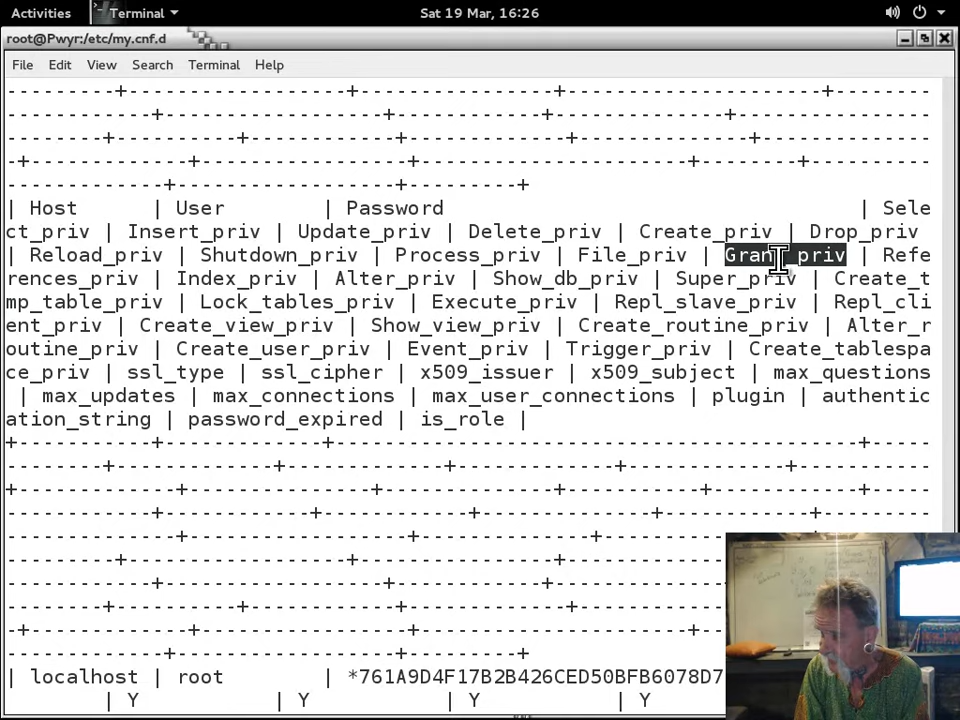 Activities Terminal Sat 19 Mar, 16:26
root@Pwyr:/etc/my.cnf.d
File Edit View Search Terminal Help
---------+------------------+----------------+---------------------+--------
------------+------------------+------------+--------------+----------------
--------+----------+------------+-------------+--------------+--------------
-+-------------+-----------------+----------------------+--------+----------
-------------+------------------+---------+
| Host | User | Password | Sele
ct_priv | Insert_priv | Update_priv | Delete_priv | Create_priv | Drop_priv
| Reload_priv | Shutdown_priv | Process_priv | File_priv | Grant_priv | Refe
rences_priv | Index_priv | Alter_priv | Show_db_priv | Super_priv | Create_t
mp_table_priv | Lock_tables_priv | Execute_priv | Repl_slave_priv | Repl_cli
ent_priv | Create_view_priv | Show_view_priv | Create_routine_priv | Alter_r
outine_priv | Create_user_priv | Event_priv | Trigger_priv | Create_tablespa
ce_priv | ssl_type | ssl_cipher | x509_issuer | x509_subject | max_questions
| max_updates | max_connections | max_user_connections | plugin | authentic
ation_string | password_expired | is_role |
+-----------+-------------+-------------------------------------------+-----
--------+-------------+-------------+-------------+-------------+-----------
+-------------+---------------+--------------+-----------+------------+-----
------------+------------+------------+--------------+------------+
--------------+------------------+--------------+-----------------+
---------+------------------+----------------+
------------+------------------+------------+
--------+----------+------------+-------------+
-+-------------+-----------------+----------------------+
-------------+------------------+---------+
| localhost | root | *761A9D4F17B2B426CED50BFB6078D7
| Y | Y | Y | Y